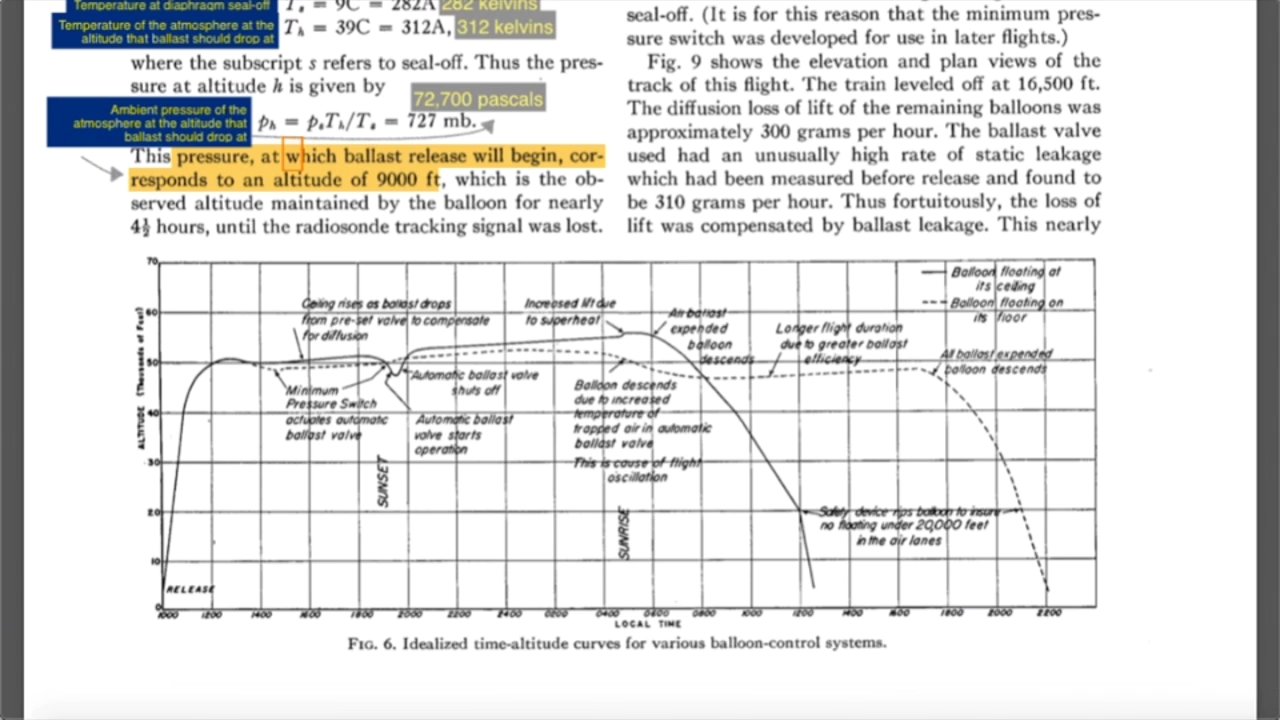 Temperature at diaphragm seal-off
Tₛ = 9C = 282A 282 kelvins
Temperature of the atmosphere at the
altitude that ballast should drop at
Tₕ = 39C = 312A, 312 kelvins
where the subscript s refers to seal-off. Thus the pres-
sure at altitude h is given by
72,700 pascals
Ambient pressure of the
atmosphere at the altitude that
ballast should drop at
pₕ = pₛTₕ/Tₛ = 727 mb.
This pressure, at which ballast release will begin, cor-
responds to an altitude of 9000 ft, which is the ob-
served altitude maintained by the balloon for nearly
4½ hours, until the radiosonde tracking signal was lost.
seal-off. (It is for this reason that the minimum pres-
sure switch was developed for use in later flights.)
Fig. 9 shows the elevation and plan views of the
track of this flight. The train leveled off at 16,500 ft.
The diffusion loss of lift of the remaining balloons was
approximately 300 grams per hour. The ballast valve
used had an unusually high rate of static leakage
which had been measured before release and found to
be 310 grams per hour. Thus fortuitously, the loss of
lift was compensated by ballast leakage. This nearly
ALTITUDE (Thousands of Feet)
70
60
50
40
30
20
10
0
Balloon floating at
its ceiling
Balloon floating on
its floor
Ceiling rises as ballast drops
from pre-set valve to compensate
for diffusion
Increased lift due
to superheat
All ballast
expended
balloon
descends
Longer flight duration
due to greater ballast
efficiency
All ballast expended
balloon descends
Minimum
Pressure Switch
actuates automatic
ballast valve
Automatic ballast valve
shuts off
Automatic ballast
valve starts
operation
Balloon descends
due to increased
temperature of
trapped air in automatic
ballast valve
This is cause of flight
oscillation
SUNSET
SUNRISE
Safety device rips balloon to insure
no floating under 20,000 feet
in the air lanes
RELEASE
1000 1200 1400 1600 1800 2000 2200 2400 0200 0400 0600 0800 1000 1200 1400 1600 1800 2000 2200
LOCAL TIME
FIG. 6. Idealized time-altitude curves for various balloon-control systems.